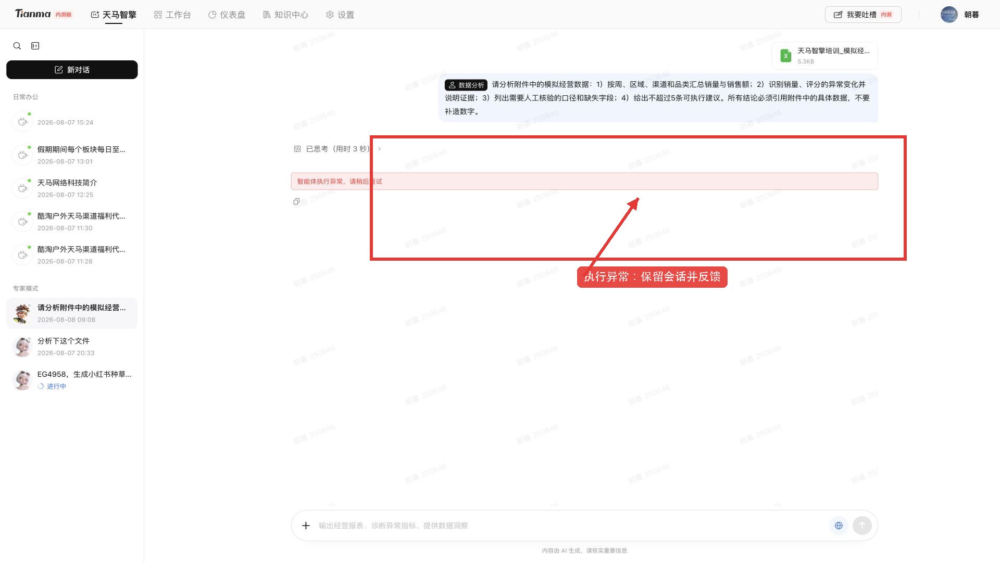 Tianma 内测版
天马智擎
工作台
仪表盘
知识中心
设置
我要吐槽 内测
朝暮
新对话
日常办公
2026-08-07 15:24
假期期间每个板块每日至...
2026-08-07 13:01
天马网络科技简介
2026-08-07 12:25
酷淘户外天马渠道福利代...
2026-08-07 11:30
酷淘户外天马渠道福利代...
2026-08-07 11:28
专家模式
请分析附件中的模拟经营...
2026-08-08 09:08
分析下这个文件
2026-08-07 20:33
EG4958，生成小红书种草...
进行中
天马智擎培训_模拟经...
5.3KB
数据分析 请分析附件中的模拟经营数据：1）按周、区域、渠道和品类汇总销量与销售额；2）识别销量、评分的异常变化并
说明证据；3）列出需要人工核验的口径和缺失字段；4）给出不超过5条可执行建议。所有结论必须引用附件中的具体数据，不要
补造数字。
已思考（用时 3 秒）
智能体执行异常，请稍后重试
执行异常：保留会话并反馈
输出经营报表、诊断异常指标、提供数据洞察
内容由 AI 生成，请核实重要信息
朝暮 250646